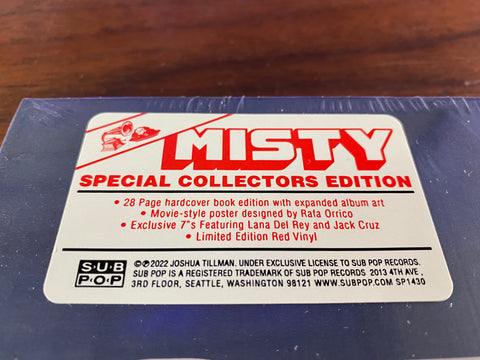 MISTY
SPECIAL COLLECTORS EDITION
• 28 Page hardcover book edition with expanded album art
• Movie-style poster designed by Rafa Orrico
• Exclusive 7"s Featuring Lana Del Rey and Jack Cruz
• Limited Edition Red Vinyl
SUB
POP
©℗2022 JOSHUA TILLMAN. UNDER EXCLUSIVE LICENSE TO SUB POP RECORDS.
SUB POP IS A REGISTERED TRADEMARK OF SUB POP RECORDS 2013 4TH AVE.,
3RD FLOOR, SEATTLE, WASHINGTON 98121 WWW.SUBPOP.COM SP1430